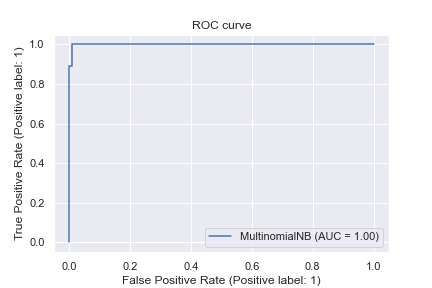 ROC curve
True Positive Rate (Positive label: 1)
1.0
0.8
0.6
0.4
0.2
0.0
MultinomialNB (AUC = 1.00)
0.0 0.2 0.4 0.6 0.8 1.0
False Positive Rate (Positive label: 1)